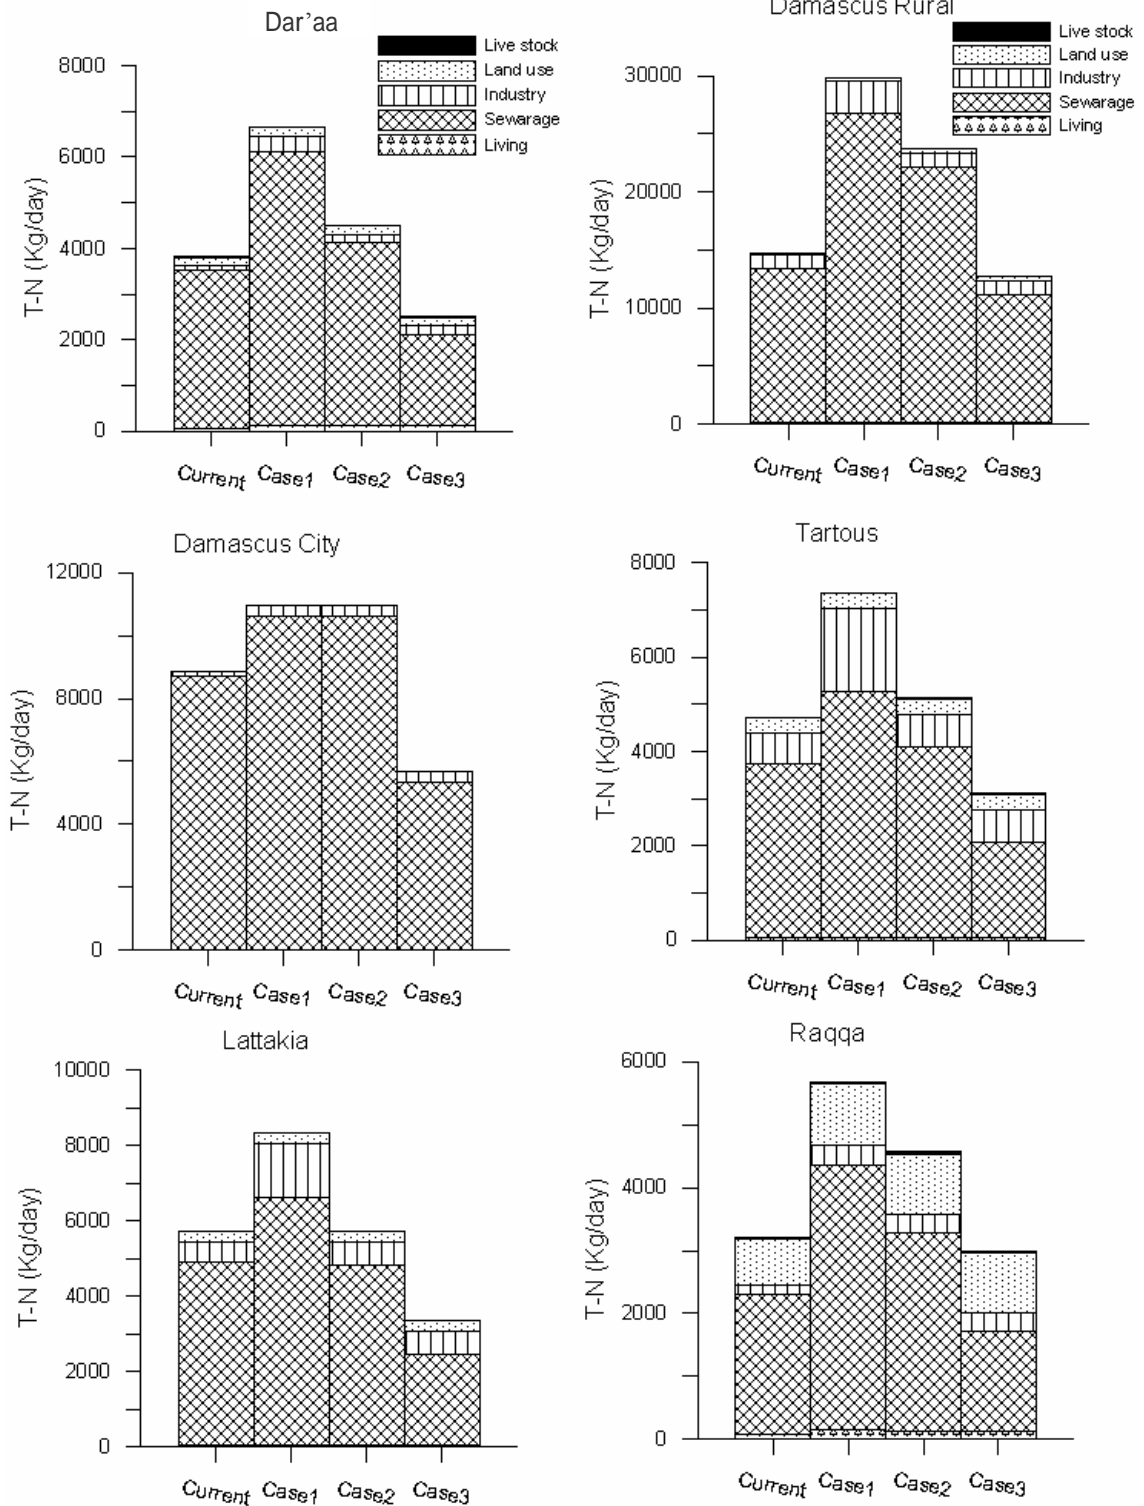 Dar’aa
Live stock
Land use
Industry
Sewarage
Living
8000
6000
4000
2000
0
T-N (Kg/day)
Current Case1 Case2 Case3
Damascus Rural
Live stock
Land use
Industry
Sewarage
Living
30000
20000
10000
0
T-N (Kg/day)
Current Case1 Case2 Case3
Damascus City
12000
8000
4000
0
T-N (Kg/day)
Current Case1 Case2 Case3
Tartous
8000
6000
4000
2000
0
T-N (Kg/day)
Current Case1 Case2 Case3
Lattakia
10000
8000
6000
4000
2000
0
T-N (Kg/day)
Current Case1 Case2 Case3
Raqqa
6000
4000
2000
0
T-N (Kg/day)
Current Case1 Case2 Case3